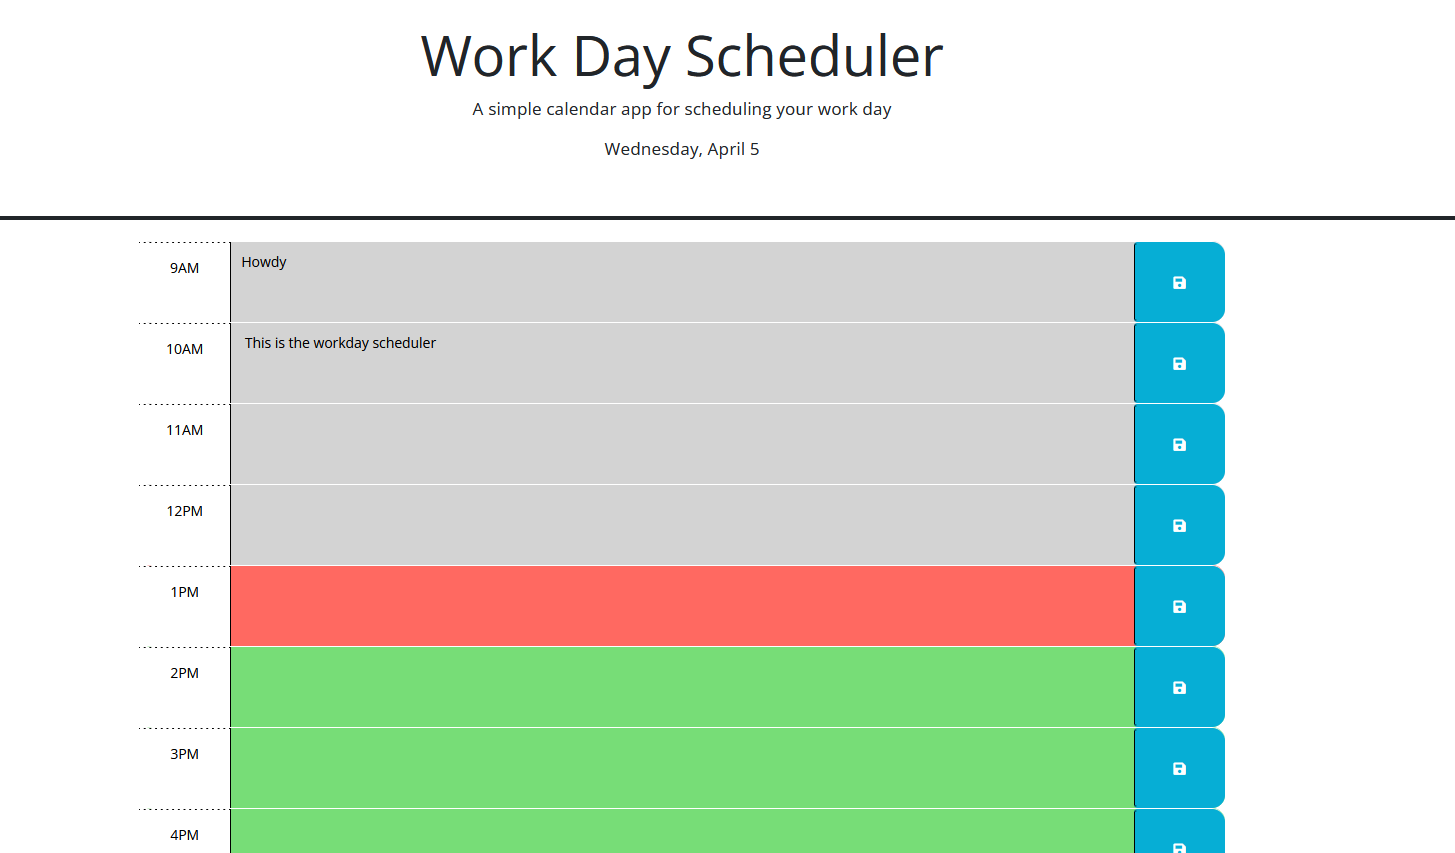 Work Day Scheduler
A simple calendar app for scheduling your work day
Wednesday, April 5
9AM
Howdy
10AM
This is the workday scheduler
11AM
12PM
1PM
2PM
3PM
4PM